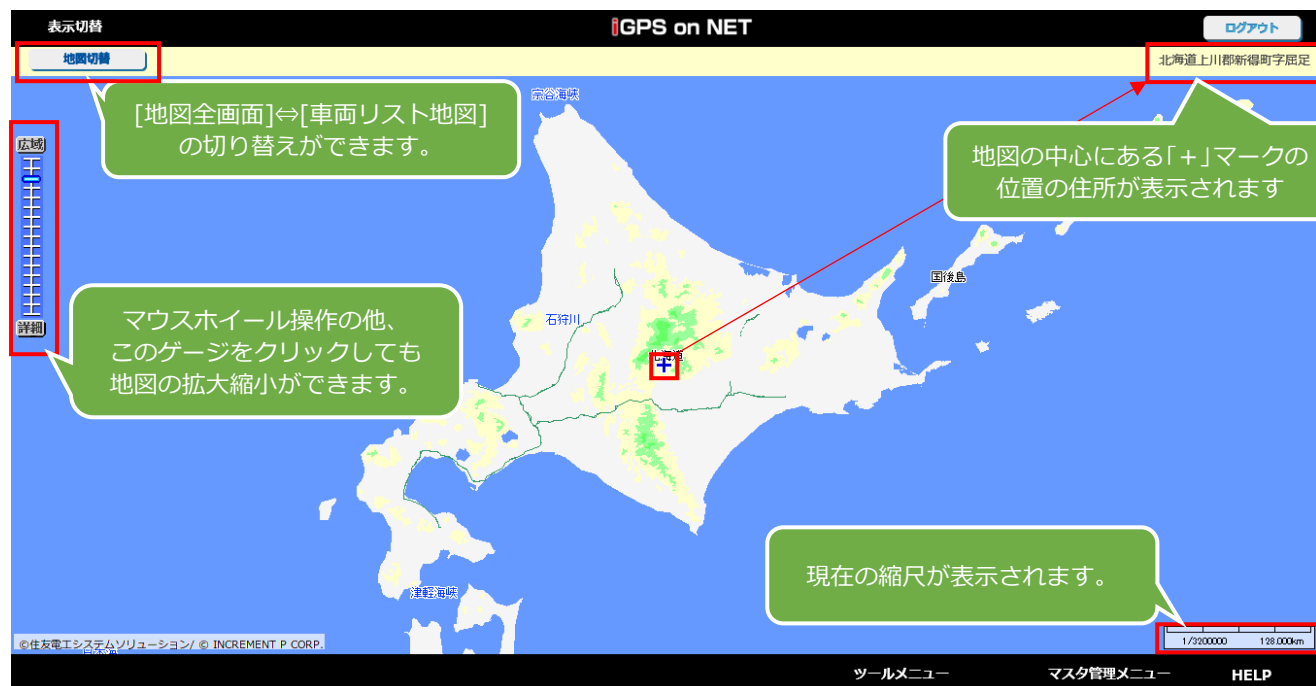 表示切替
iGPS on NET
ログアウト
地図切替
北海道上川郡新得町字屈足
[地図全画面]⇔[車両リスト地図]
の切り替えができます。
宗谷海峡
地図の中心にある「+」マークの
位置の住所が表示されます
広域
国後島
マウスホイール操作の他、
このゲージをクリックしても
地図の拡大縮小ができます。
詳細
石狩川
北海道
+
現在の縮尺が表示されます。
津軽海峡
©住友電工システムソリューション/ © INCREMENT P CORP.
1/3200000 128.000km
ツールメニュー
マスタ管理メニュー
HELP